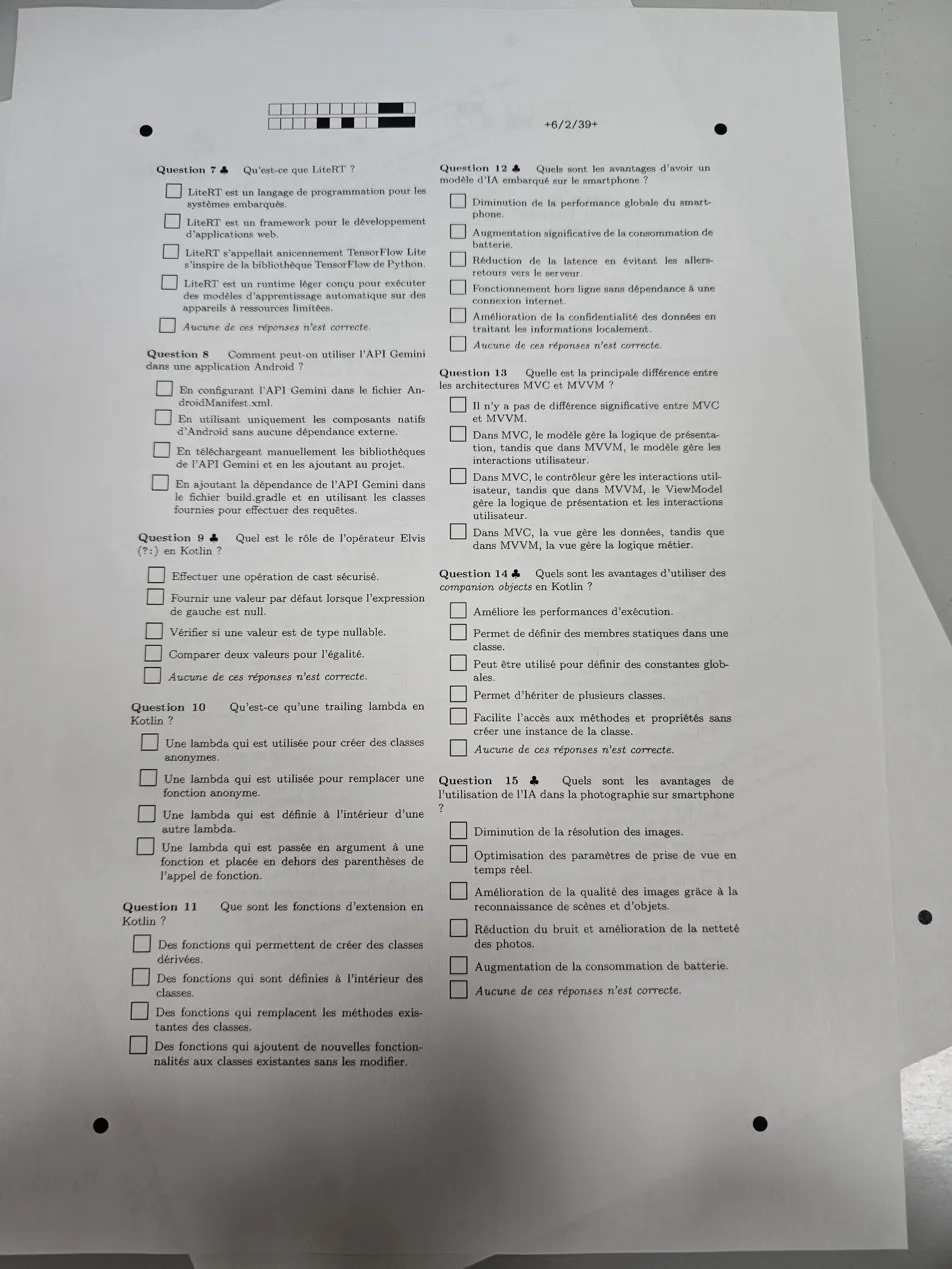 +6/2/39+
Question 7 ♣ Qu'est-ce que LiteRT ?
LiteRT est un langage de programmation pour les
systèmes embarqués.
LiteRT est un framework pour le développement
d'applications web.
LiteRT s'appellait anicennement TensorFlow Lite
s'inspire de la bibliothèque TensorFlow de Python.
LiteRT est un runtime léger conçu pour exécuter
des modèles d'apprentissage automatique sur des
appareils à ressources limitées.
Aucune de ces réponses n'est correcte.
Question 8 Comment peut-on utiliser l'API Gemini
dans une application Android ?
En configurant l'API Gemini dans le fichier An-
droidManifest.xml.
En utilisant uniquement les composants natifs
d'Android sans aucune dépendance externe.
En téléchargeant manuellement les bibliothèques
de l'API Gemini et en les ajoutant au projet.
En ajoutant la dépendance de l'API Gemini dans
le fichier build.gradle et en utilisant les classes
fournies pour effectuer des requêtes.
Question 9 ♣ Quel est le rôle de l'opérateur Elvis
(?:) en Kotlin ?
Effectuer une opération de cast sécurisé.
Fournir une valeur par défaut lorsque l'expression
de gauche est null.
Vérifier si une valeur est de type nullable.
Comparer deux valeurs pour l'égalité.
Aucune de ces réponses n'est correcte.
Question 10 Qu'est-ce qu'une trailing lambda en
Kotlin ?
Une lambda qui est utilisée pour créer des classes
anonymes.
Une lambda qui est utilisée pour remplacer une
fonction anonyme.
Une lambda qui est définie à l'intérieur d'une
autre lambda.
Une lambda qui est passée en argument à une
fonction et placée en dehors des parenthèses de
l'appel de fonction.
Question 11 Que sont les fonctions d'extension en
Kotlin ?
Des fonctions qui permettent de créer des classes
dérivées.
Des fonctions qui sont définies à l'intérieur des
classes.
Des fonctions qui remplacent les méthodes exis-
tantes des classes.
Des fonctions qui ajoutent de nouvelles fonction-
nalités aux classes existantes sans les modifier.
Question 12 ♣ Quels sont les avantages d'avoir un
modèle d'IA embarqué sur le smartphone ?
Diminution de la performance globale du smart-
phone.
Augmentation significative de la consommation de
batterie.
Réduction de la latence en évitant les allers-
retours vers le serveur.
Fonctionnement hors ligne sans dépendance à une
connexion internet.
Amélioration de la confidentialité des données en
traitant les informations localement.
Aucune de ces réponses n'est correcte.
Question 13 Quelle est la principale différence entre
les architectures MVC et MVVM ?
Il n'y a pas de différence significative entre MVC
et MVVM.
Dans MVC, le modèle gère la logique de présenta-
tion, tandis que dans MVVM, le modèle gère les
interactions utilisateur.
Dans MVC, le contrôleur gère les interactions util-
isateur, tandis que dans MVVM, le ViewModel
gère la logique de présentation et les interactions
utilisateur.
Dans MVC, la vue gère les données, tandis que
dans MVVM, la vue gère la logique métier.
Question 14 ♣ Quels sont les avantages d'utiliser des
companion objects en Kotlin ?
Améliore les performances d'exécution.
Permet de définir des membres statiques dans une
classe.
Peut être utilisé pour définir des constantes glob-
ales.
Permet d'hériter de plusieurs classes.
Facilite l'accès aux méthodes et propriétés sans
créer une instance de la classe.
Aucune de ces réponses n'est correcte.
Question 15 ♣ Quels sont les avantages de
l'utilisation de l'IA dans la photographie sur smartphone
?
Diminution de la résolution des images.
Optimisation des paramètres de prise de vue en
temps réel.
Amélioration de la qualité des images grâce à la
reconnaissance de scènes et d'objets.
Réduction du bruit et amélioration de la netteté
des photos.
Augmentation de la consommation de batterie.
Aucune de ces réponses n'est correcte.